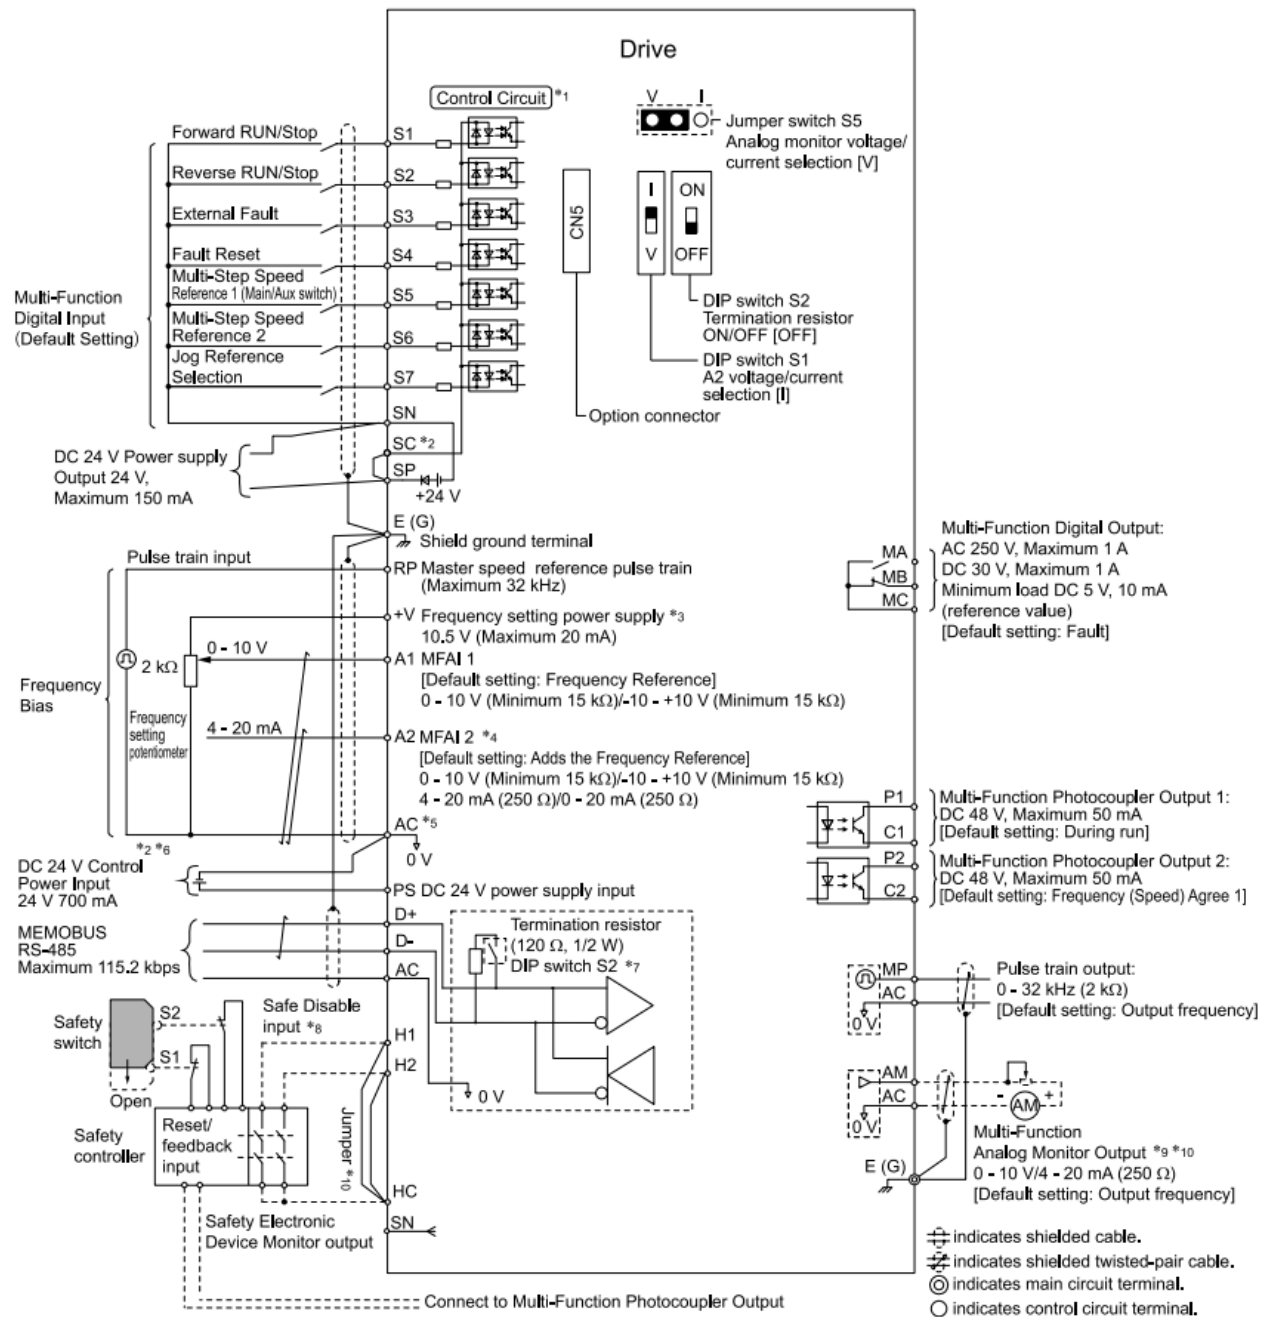 Drive
Control Circuit *1
V I
Jumper switch S5
Analog monitor voltage/
current selection [V]
I
V
ON
OFF
CN5
DIP switch S2
Termination resistor
ON/OFF [OFF]
DIP switch S1
A2 voltage/current
selection [I]
Option connector
Multi-Function
Digital Input
(Default Setting)
Forward RUN/Stop
S1
Reverse RUN/Stop
S2
External Fault
S3
Fault Reset
S4
Multi-Step Speed
Reference 1 (Main/Aux switch)
S5
Multi-Step Speed
Reference 2
S6
Jog Reference
Selection
S7
SN
SC *2
SP
+24 V
DC 24 V Power supply
Output 24 V,
Maximum 150 mA
E (G)
Shield ground terminal
Pulse train input
RP Master speed reference pulse train
(Maximum 32 kHz)
+V Frequency setting power supply *3
10.5 V (Maximum 20 mA)
0 - 10 V
2 kΩ
A1 MFAI 1
[Default setting: Frequency Reference]
0 - 10 V (Minimum 15 kΩ)/-10 - +10 V (Minimum 15 kΩ)
Frequency
Bias
Frequency
setting
potentiometer
4 - 20 mA
A2 MFAI 2 *4
[Default setting: Adds the Frequency Reference]
0 - 10 V (Minimum 15 kΩ)/-10 - +10 V (Minimum 15 kΩ)
4 - 20 mA (250 Ω)/0 - 20 mA (250 Ω)
AC *5
0 V
*2 *6
DC 24 V Control
Power Input
24 V 700 mA
PS DC 24 V power supply input
MEMOBUS
RS-485
Maximum 115.2 kbps
D+
D-
AC
Termination resistor
(120 Ω, 1/2 W)
DIP switch S2 *7
0 V
Safety
switch
S2
S1
Open
Safe Disable
input *8
H1
H2
Jumper *10
Safety
controller
Reset/
feedback
input
HC
SN
Safety Electronic
Device Monitor output
Connect to Multi-Function Photocoupler Output
MA
MB
MC
Multi-Function Digital Output:
AC 250 V, Maximum 1 A
DC 30 V, Maximum 1 A
Minimum load DC 5 V, 10 mA
(reference value)
[Default setting: Fault]
P1
C1
Multi-Function Photocoupler Output 1:
DC 48 V, Maximum 50 mA
[Default setting: During run]
P2
C2
Multi-Function Photocoupler Output 2:
DC 48 V, Maximum 50 mA
[Default setting: Frequency (Speed) Agree 1]
MP
AC
0 V
Pulse train output:
0 - 32 kHz (2 kΩ)
[Default setting: Output frequency]
AM
AC
0 V
- AM +
E (G)
Multi-Function
Analog Monitor Output *9 *10
0 - 10 V/4 - 20 mA (250 Ω)
[Default setting: Output frequency]
indicates shielded cable.
indicates shielded twisted-pair cable.
indicates main circuit terminal.
indicates control circuit terminal.